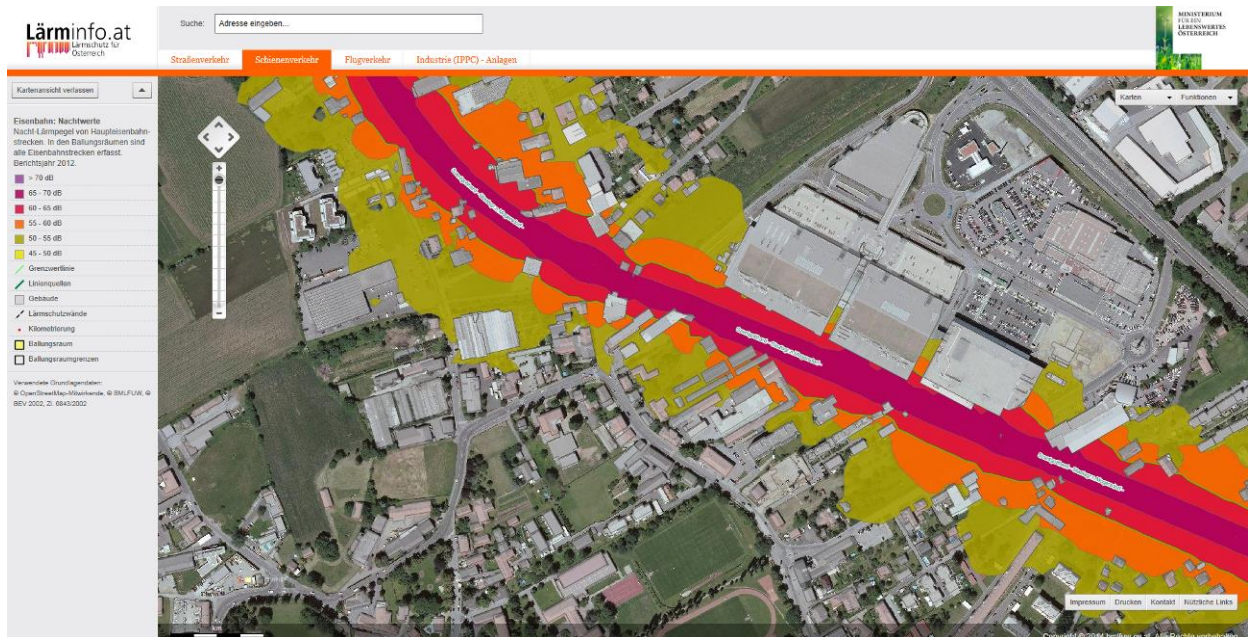 Lärminfo.at
Lärmschutz für
Österreich
Suche: Adresse eingeben...
MINISTERIUM
FÜR EIN
LEBENSWERTES
ÖSTERREICH
Straßenverkehr Schienenverkehr Flugverkehr Industrie (IPPC) - Anlagen
Kartenansicht verlassen
Karten Funktionen
Eisenbahn: Nachtwerte
Nacht-Lärmpegel von Haupteisenbahn-
strecken. In den Ballungsräumen sind
alle Eisenbahnstrecken erfasst.
Berichtsjahr 2012.
> 70 dB
65 - 70 dB
60 - 65 dB
55 - 60 dB
50 - 55 dB
45 - 50 dB
Grenzwertlinie
Linienquellen
Gebäude
Lärmschutzwände
Kilometrierung
Ballungsraum
Ballungsraumgrenzen
Verwendete Grundlagendaten:
© OpenStreetMap-Mitwirkende, © BMLFUW, ©
BEV 2002, Zl. 6843/2002
Impressum Drucken Kontakt Nützliche Links